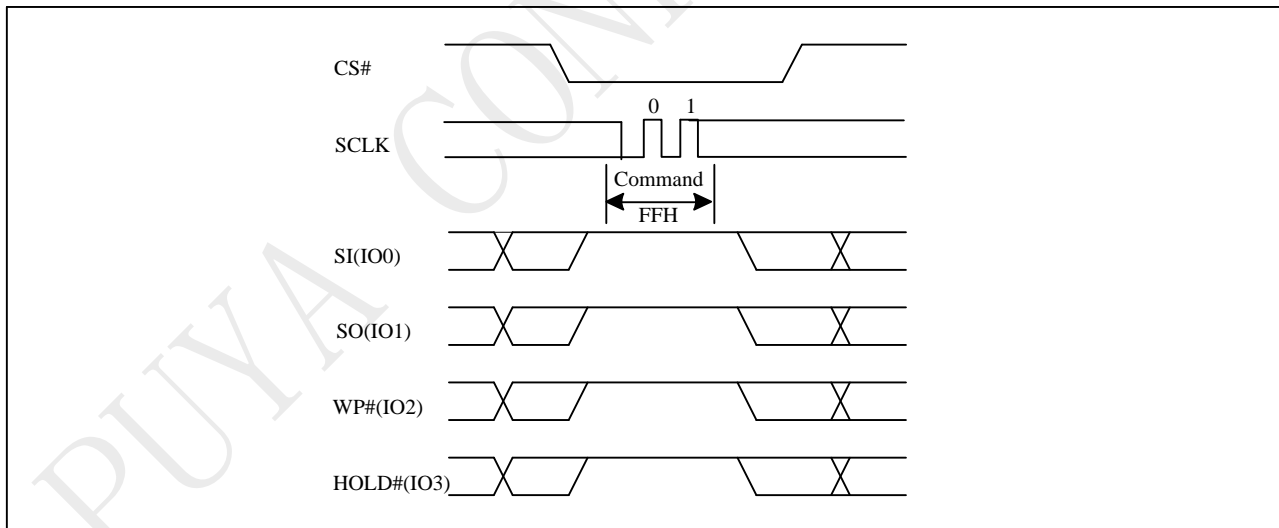 PUYA CON
CS#
0 1
SCLK
Command
FFH
SI(IO0)
SO(IO1)
WP#(IO2)
HOLD#(IO3)